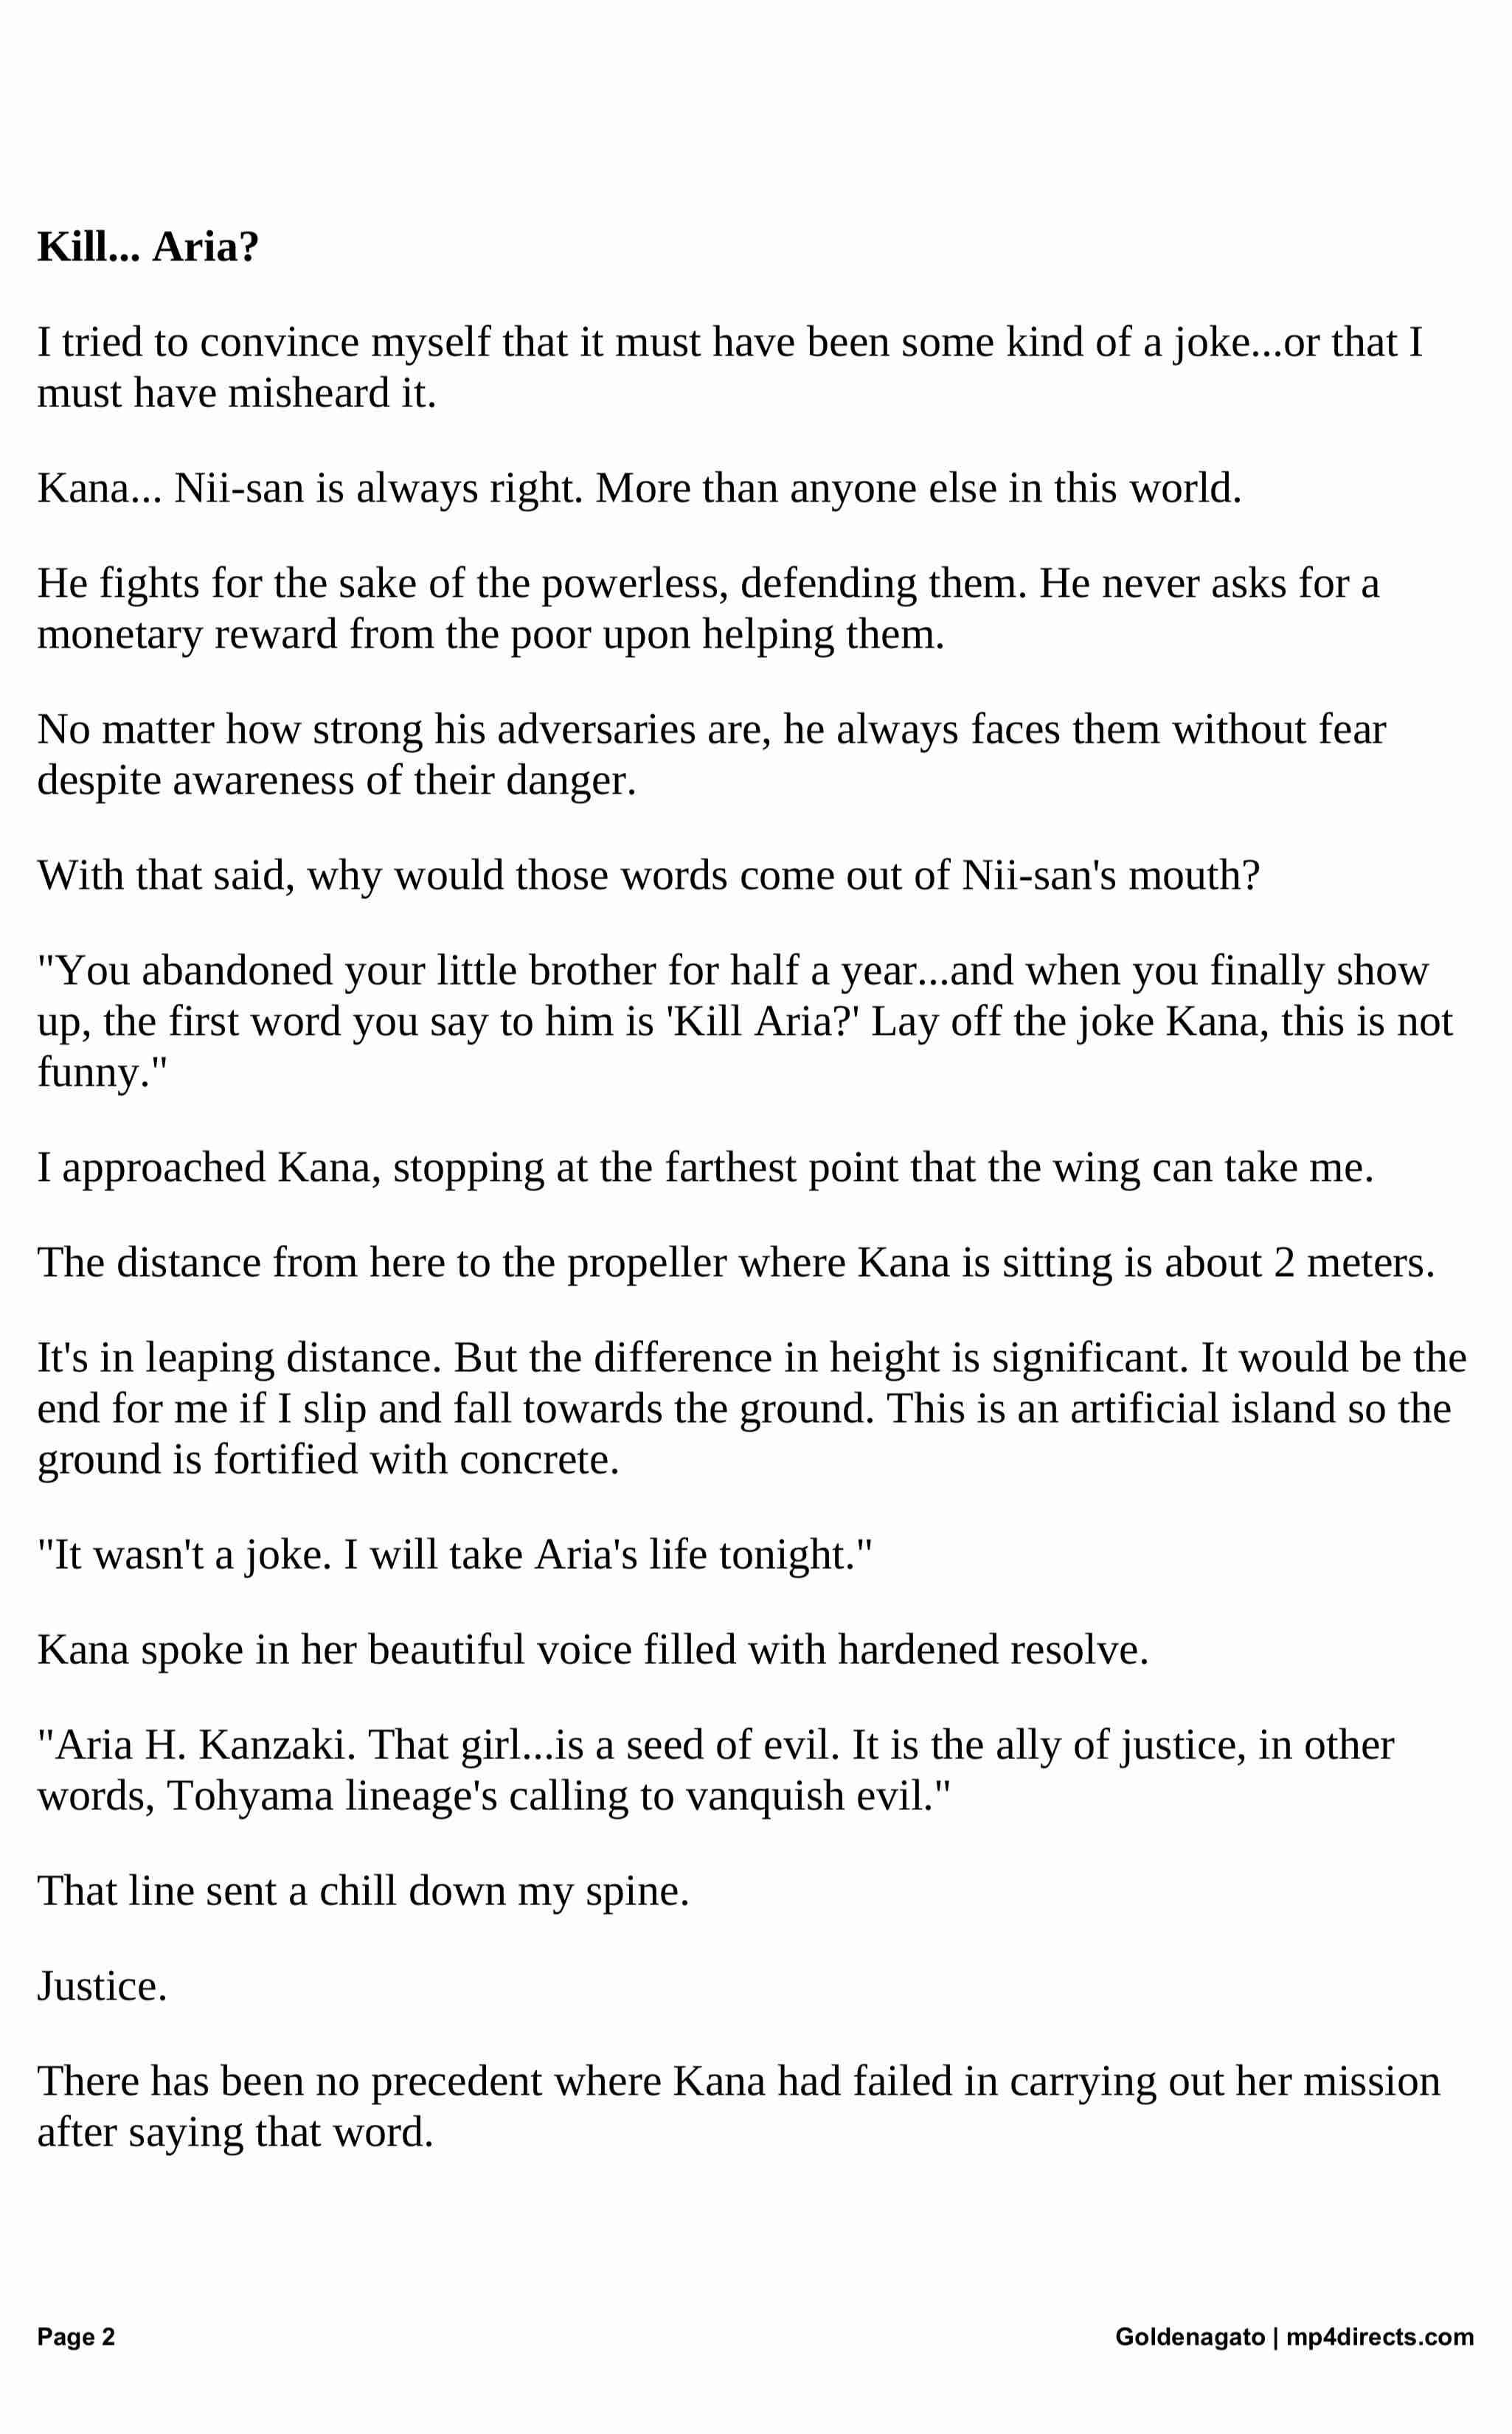 Kill... Aria?
I tried to convince myself that it must have been some kind of a joke...or that I
must have misheard it.
Kana... Nii-san is always right. More than anyone else in this world.
He fights for the sake of the powerless, defending them. He never asks for a
monetary reward from the poor upon helping them.
No matter how strong his adversaries are, he always faces them without fear
despite awareness of their danger.
With that said, why would those words come out of Nii-san's mouth?
"You abandoned your little brother for half a year...and when you finally show
up, the first word you say to him is 'Kill Aria?' Lay off the joke Kana, this is not
funny."
I approached Kana, stopping at the farthest point that the wing can take me.
The distance from here to the propeller where Kana is sitting is about 2 meters.
It's in leaping distance. But the difference in height is significant. It would be the
end for me if I slip and fall towards the ground. This is an artificial island so the
ground is fortified with concrete.
"It wasn't a joke. I will take Aria's life tonight."
Kana spoke in her beautiful voice filled with hardened resolve.
"Aria H. Kanzaki. That girl...is a seed of evil. It is the ally of justice, in other
words, Tohyama lineage's calling to vanquish evil."
That line sent a chill down my spine.
Justice.
There has been no precedent where Kana had failed in carrying out her mission
after saying that word.
Page 2
Goldenagato | mp4directs.com